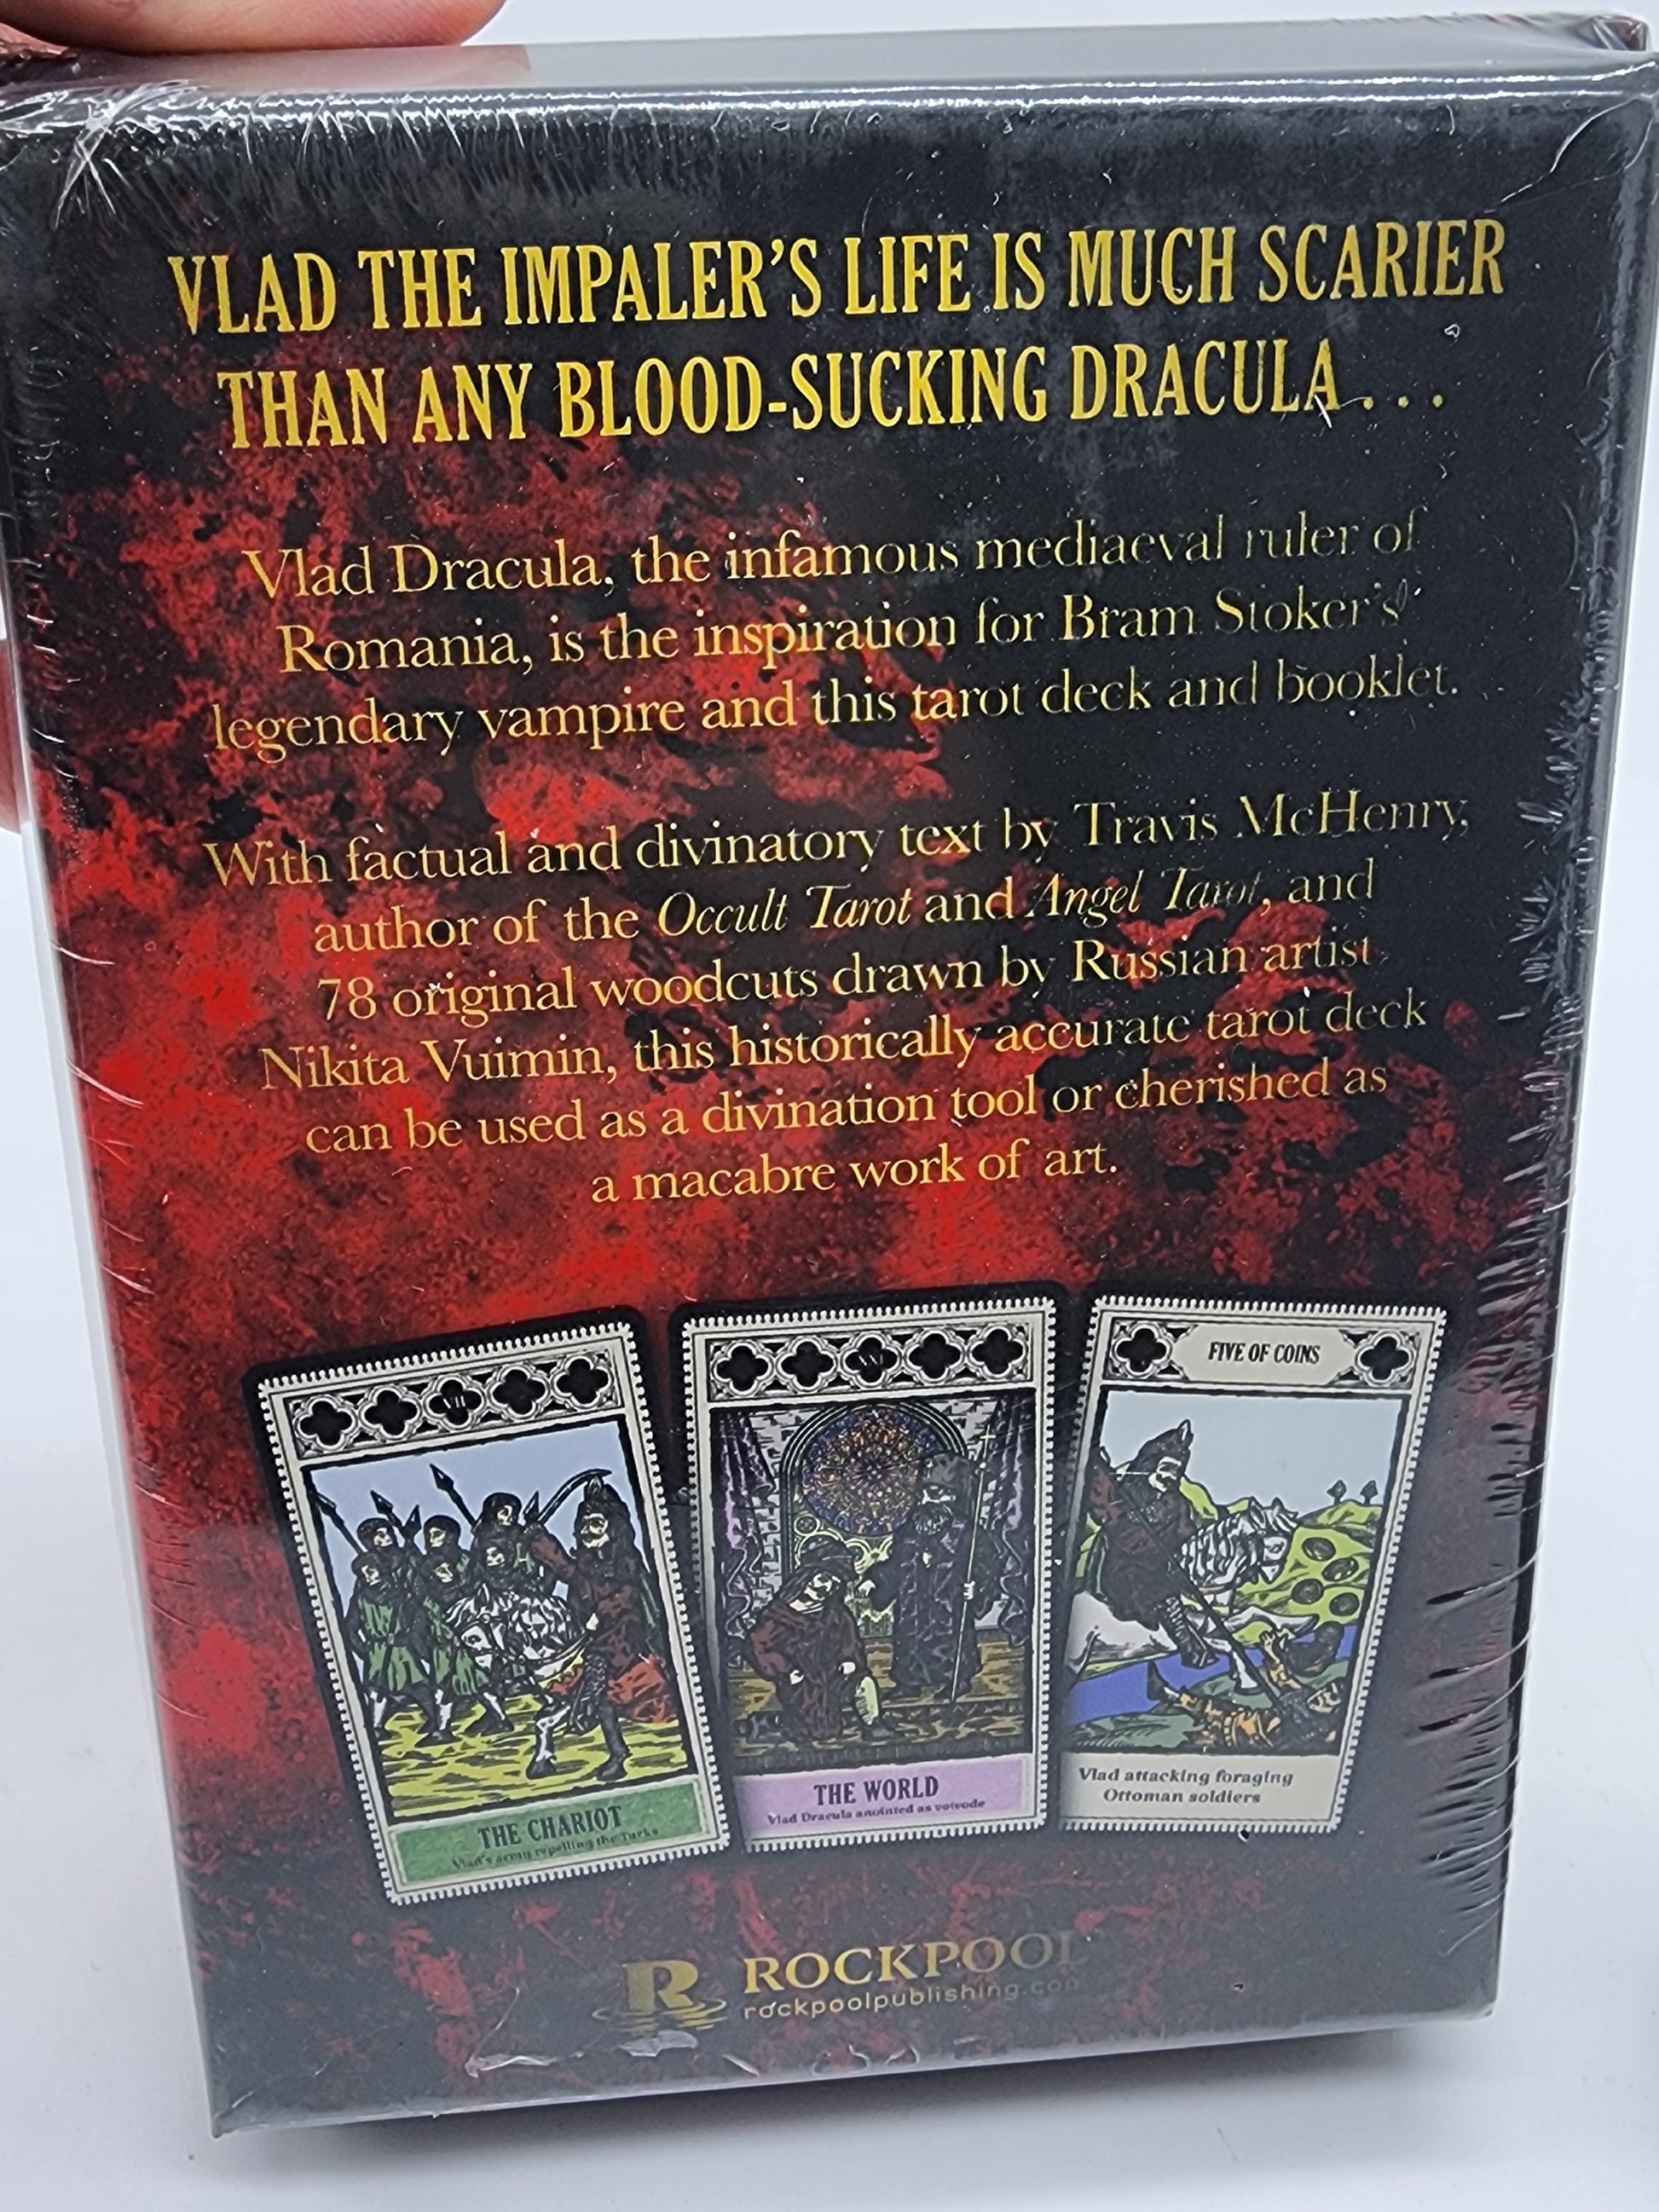 VLAD THE IMPALER'S LIFE IS MUCH SCARIER
THAN ANY BLOOD-SUCKING DRACULA . . .
Vlad Dracula, the infamous mediaeval ruler of
Romania, is the inspiration for Bram Stoker's
legendary vampire and this tarot deck and booklet.
With factual and divinatory text by Travis McHenry,
author of the Occult Tarot and Angel Tarot, and
78 original woodcuts drawn by Russian artist
Nikita Vuimin, this historically accurate tarot deck
can be used as a divination tool or cherished as
a macabre work of art.
VII
THE CHARIOT
Vlad's army repelling the Turks
XXI
THE WORLD
Vlad Dracula anointed as voivode
FIVE OF COINS
Vlad attacking foraging
Ottoman soldiers
R ROCKPOOL
rockpoolpublishing.com